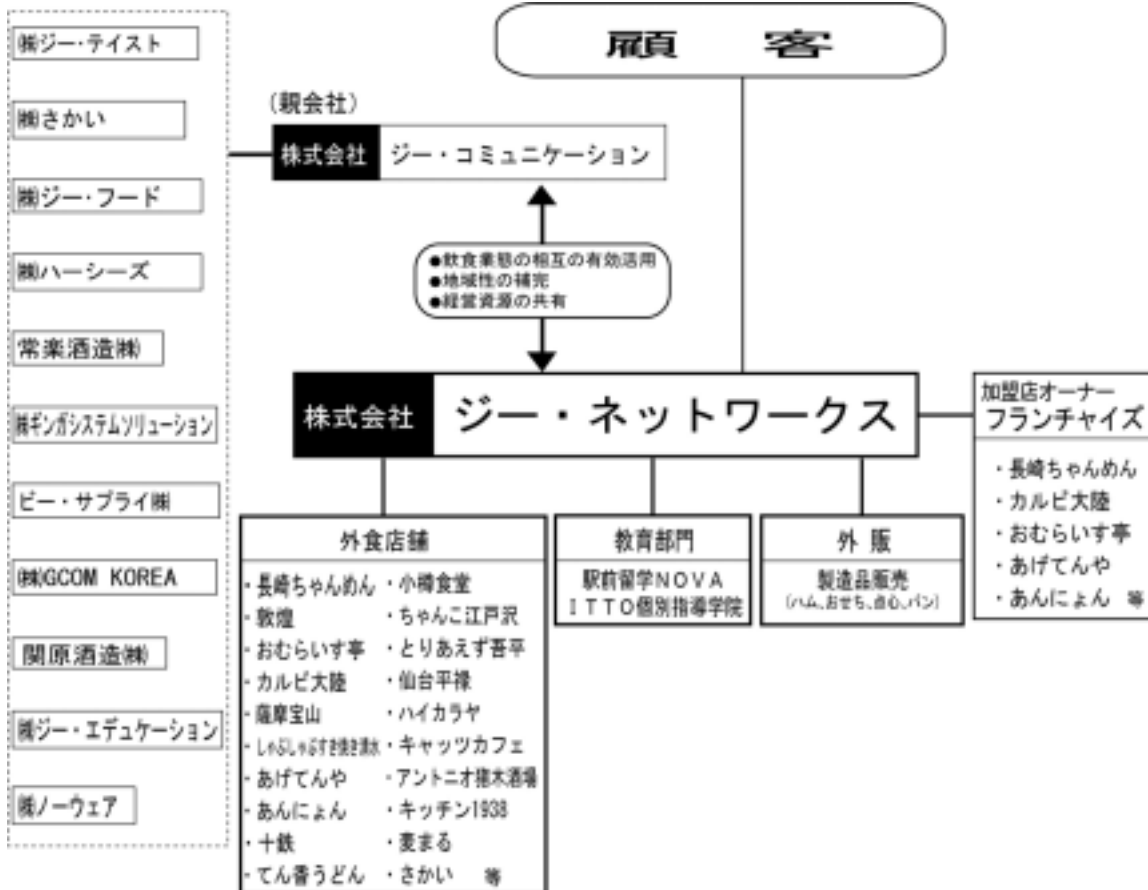 顧 客
㈱ジー・テイスト
㈱さかい
㈱ジー・フード
㈱ハーシーズ
常楽酒造㈱
㈱ギンガシステムソリューション
ビー・サプライ㈱
㈱GCOM KOREA
関原酒造㈱
㈱ジー・エデュケーション
㈱ノーウェア
(親会社)
株式会社 ジー・コミュニケーション
●飲食業態の相互の有効活用
●地域性の補完
●経営資源の共有
株式会社 ジー・ネットワークス
加盟店オーナー
フランチャイズ
・長崎ちゃんめん
・カルビ大陸
・おむらいす亭
・あげてんや
・あんにょん 等
外食店舗
・長崎ちゃんめん
・敦煌
・おむらいす亭
・カルビ大陸
・薩摩宝山
・しゃぶしゃぶすき焼き清水
・あげてんや
・あんにょん
・十鉄
・てん番うどん
・小樽食堂
・ちゃんこ江戸沢
・とりあえず吾平
・仙台平禄
・ハイカラヤ
・キャッツカフェ
・アントニオ猪木酒場
・キッチン1938
・麦まる
・さかい 等
教育部門
駅前留学NOVA
ITTO個別指導学院
外 販
製造品販売
(ハム、おせち、点心、パン)